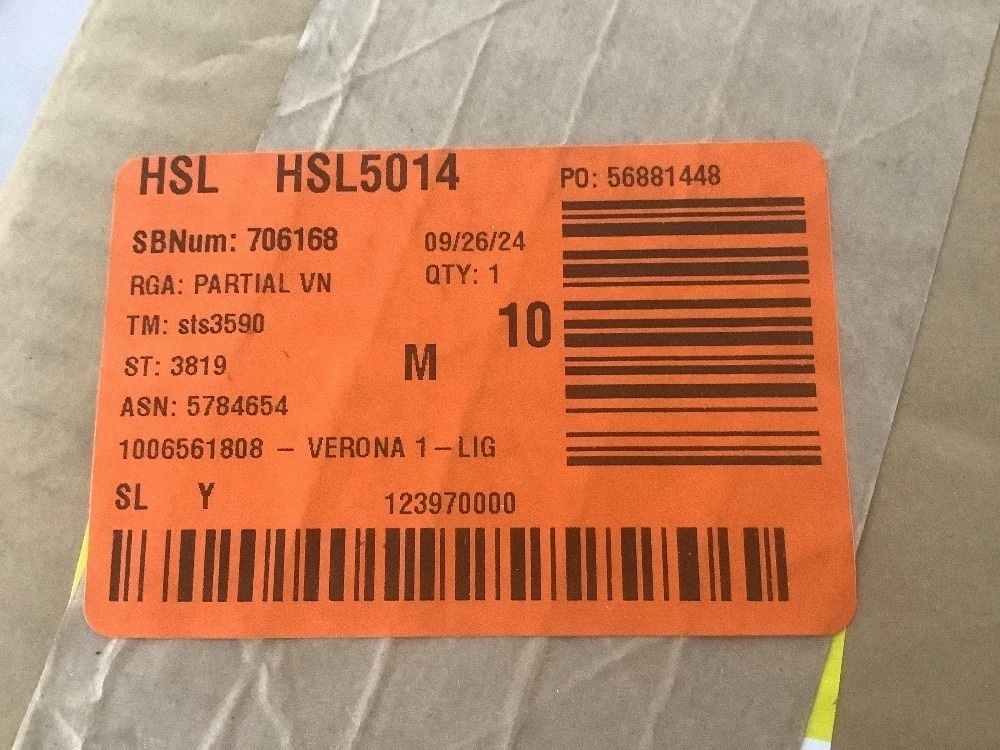 HSL HSL5014
PO: 56881448
SBNum: 706168
09/26/24
RGA: PARTIAL VN
QTY: 1
TM: sts3590
10
ST: 3819
M
ASN: 5784654
1006561808 – VERONA 1 – LIG
SL Y
123970000